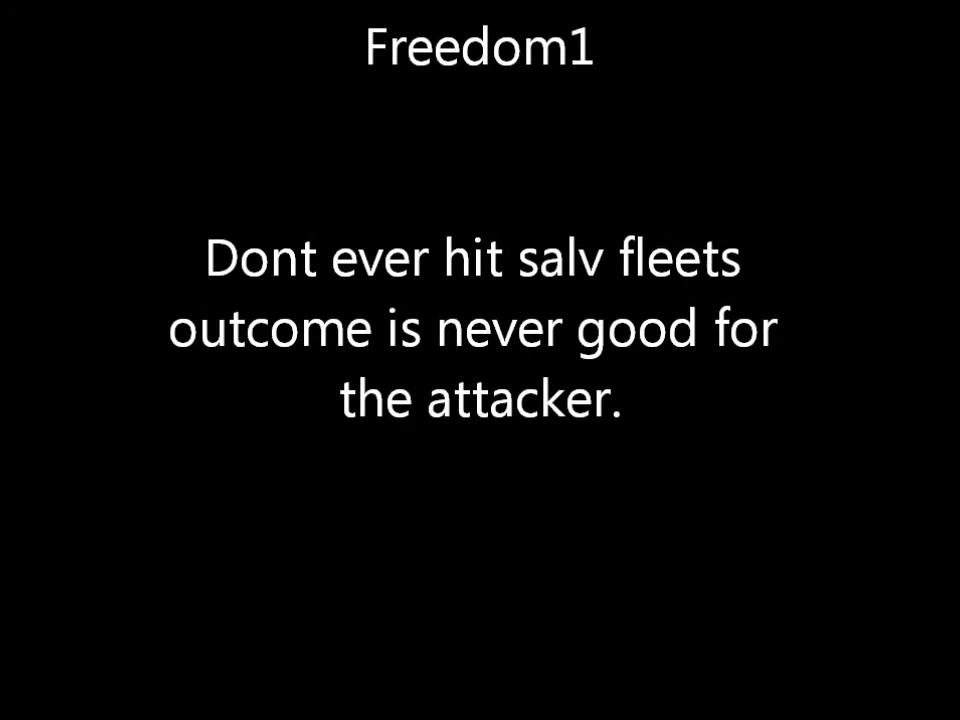 Freedom1
Dont ever hit salv fleets
outcome is never good for
the attacker.